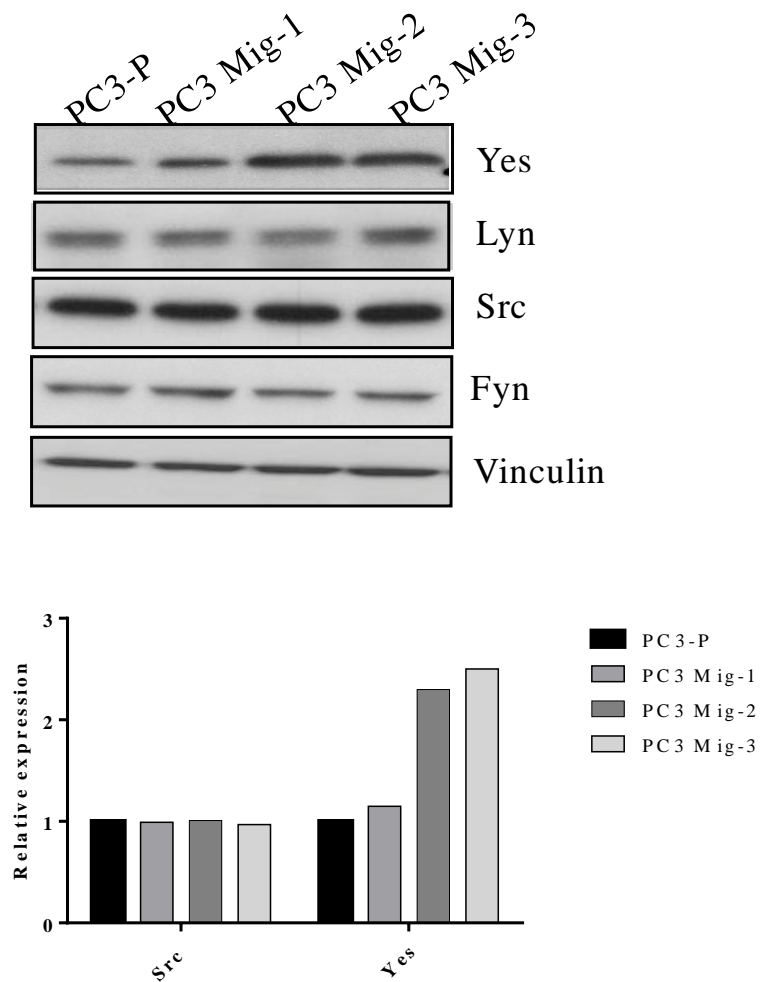 PC3-P PC3 Mig-1 PC3 Mig-2 PC3 Mig-3
Yes
Lyn
Src
Fyn
Vinculin
3
2
1
0
Relative expression
Src Yes
PC3-P
PC3 Mig-1
PC3 Mig-2
PC3 Mig-3